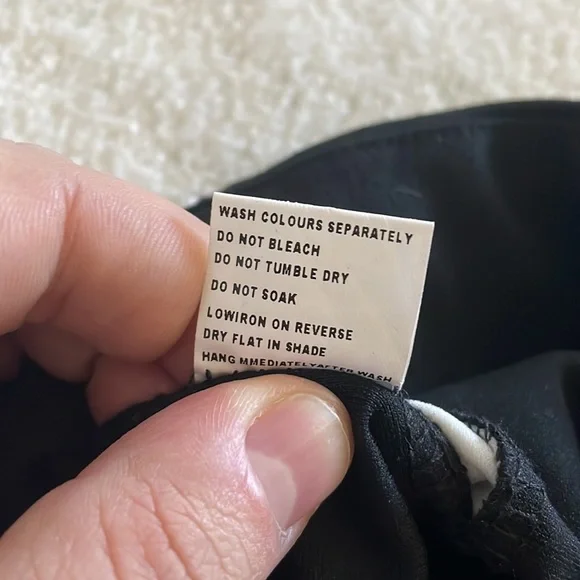 WASH COLOURS SEPARATELY
DO NOT BLEACH
DO NOT TUMBLE DRY
DO NOT SOAK
LOWIRON ON REVERSE
DRY FLAT IN SHADE
HANG MMEDIATELYAFTER WASH